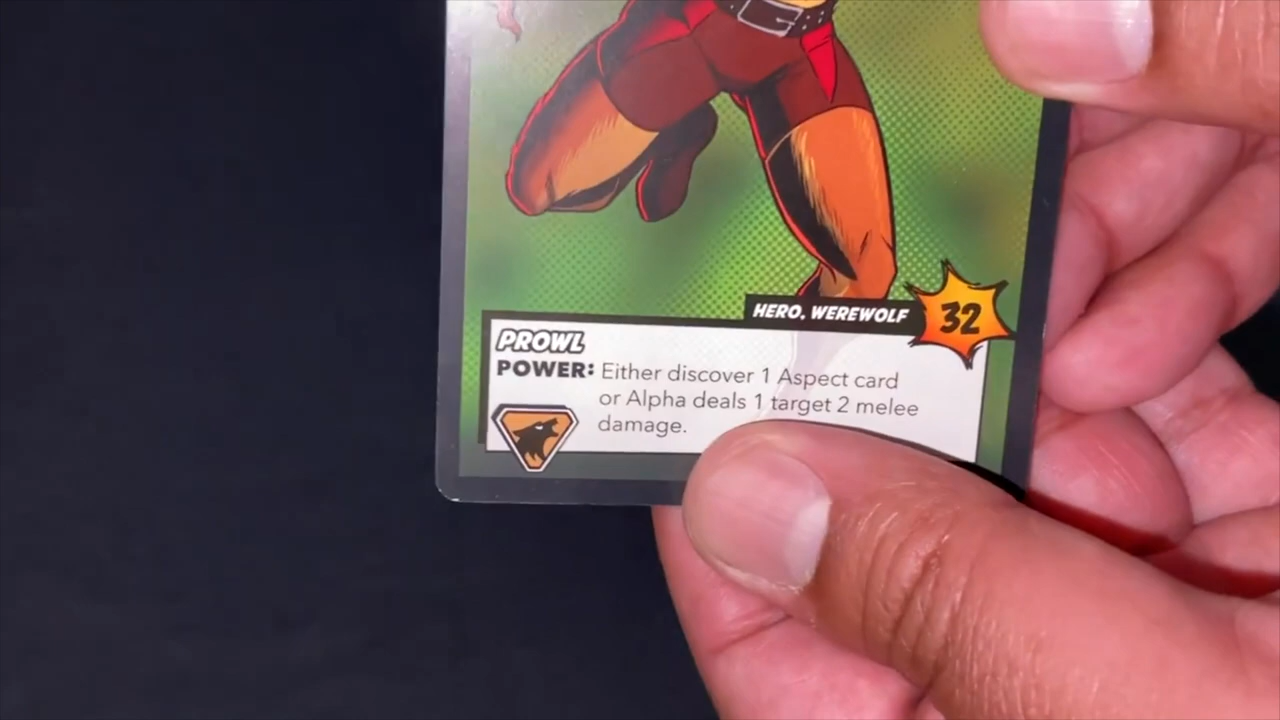 HERO, WEREWOLF
32
PROWL
POWER: Either discover 1 Aspect card
or Alpha deals 1 target 2 melee
damage.